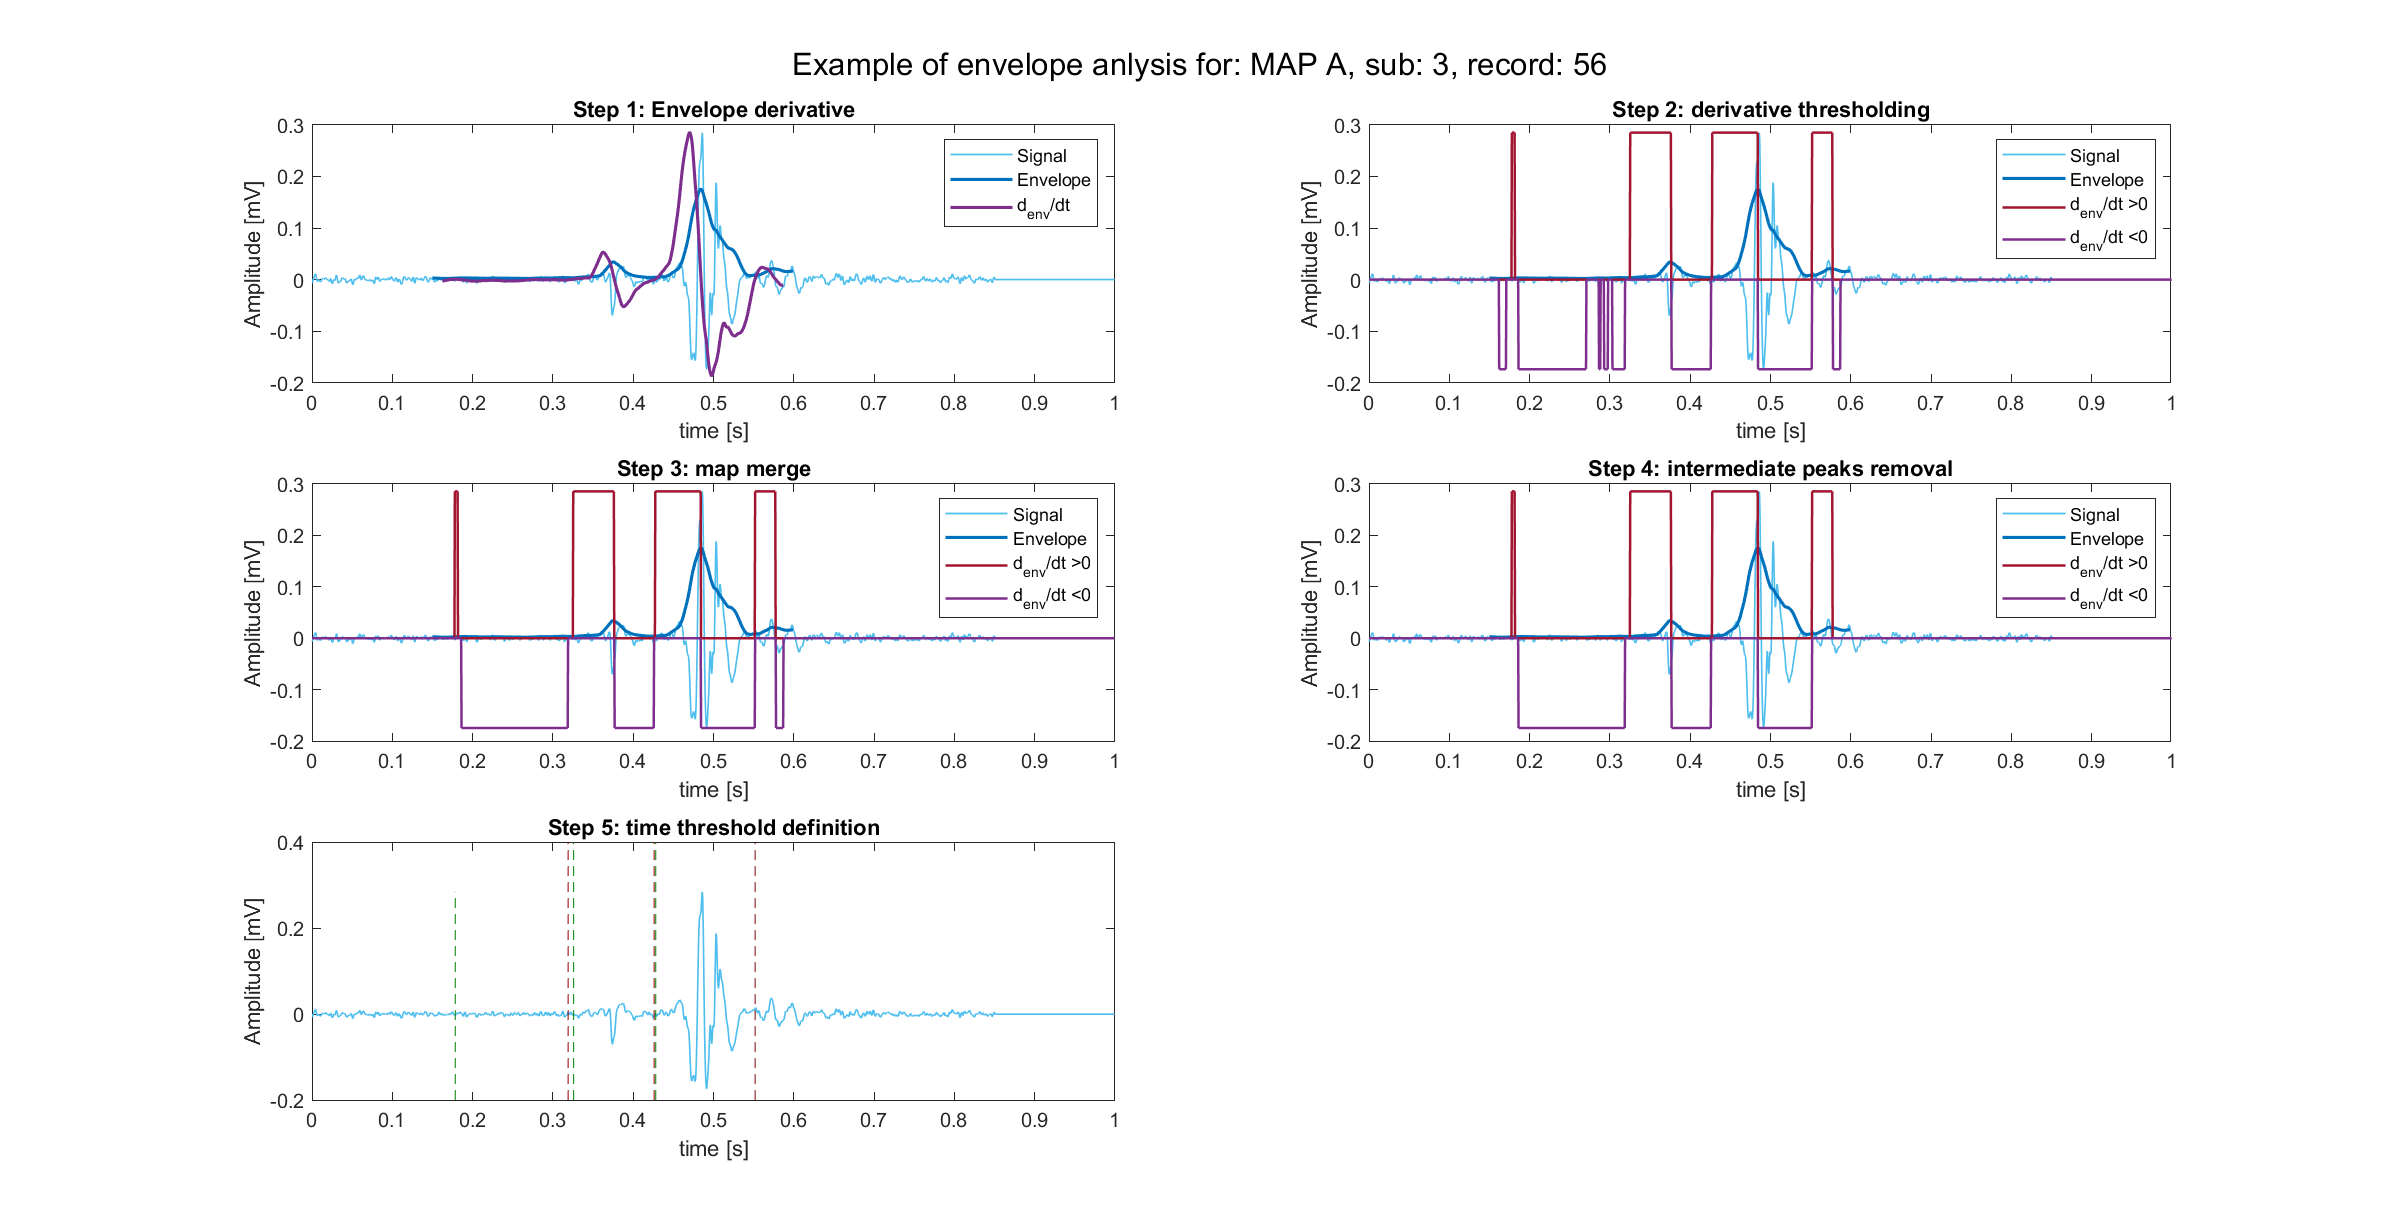 Example of envelope anlysis for: MAP A, sub: 3, record: 56
Step 1: Envelope derivative
Amplitude [mV]
0.3
0.2
0.1
0
-0.1
-0.2
0 0.1 0.2 0.3 0.4 0.5 0.6 0.7 0.8 0.9 1
time [s]
Signal
Envelope
d_env/dt
Step 2: derivative thresholding
Amplitude [mV]
0.3
0.2
0.1
0
-0.1
-0.2
0 0.1 0.2 0.3 0.4 0.5 0.6 0.7 0.8 0.9 1
time [s]
Signal
Envelope
d_env/dt >0
d_env/dt <0
Step 3: map merge
Amplitude [mV]
0.3
0.2
0.1
0
-0.1
-0.2
0 0.1 0.2 0.3 0.4 0.5 0.6 0.7 0.8 0.9 1
time [s]
Signal
Envelope
d_env/dt >0
d_env/dt <0
Step 4: intermediate peaks removal
Amplitude [mV]
0.3
0.2
0.1
0
-0.1
-0.2
0 0.1 0.2 0.3 0.4 0.5 0.6 0.7 0.8 0.9 1
time [s]
Signal
Envelope
d_env/dt >0
d_env/dt <0
Step 5: time threshold definition
Amplitude [mV]
0.4
0.2
0
-0.2
0 0.1 0.2 0.3 0.4 0.5 0.6 0.7 0.8 0.9 1
time [s]